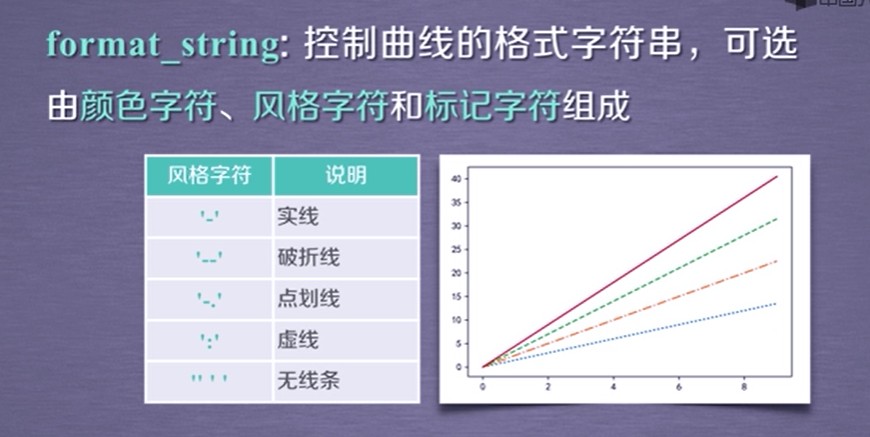 format_string: 控制曲线的格式字符串，可选
由颜色字符、风格字符和标记字符组成
风格字符 说明
'-' 实线
'--' 破折线
'-.' 点划线
':' 虚线
'' ' ' 无线条
40
35
30
25
20
15
10
5
0
0 2 4 6 8